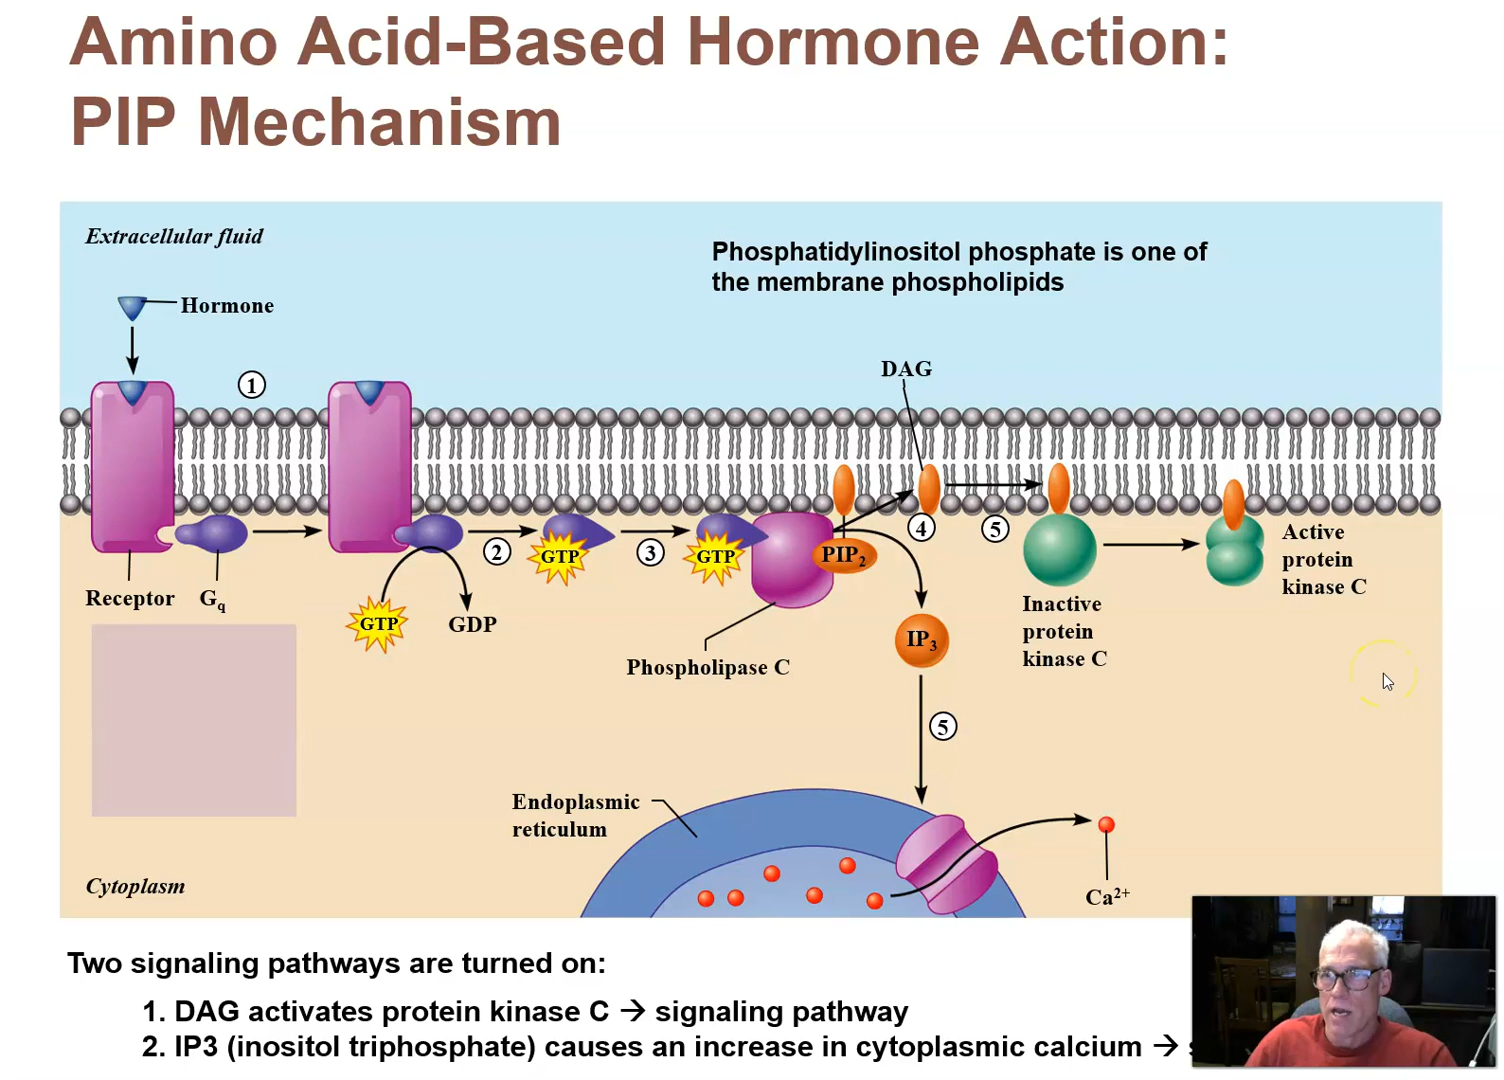 Amino Acid-Based Hormone Action:
PIP Mechanism
Extracellular fluid
Phosphatidylinositol phosphate is one of
the membrane phospholipids
Hormone
DAG
1
2
3
4
5
GTP
GTP
PIP₂
Active
protein
kinase C
Receptor
G_q
GTP
GDP
Inactive
protein
kinase C
IP₃
Phospholipase C
5
Endoplasmic
reticulum
Cytoplasm
Ca²⁺
Two signaling pathways are turned on:
1. DAG activates protein kinase C → signaling pathway
2. IP3 (inositol triphosphate) causes an increase in cytoplasmic calcium →